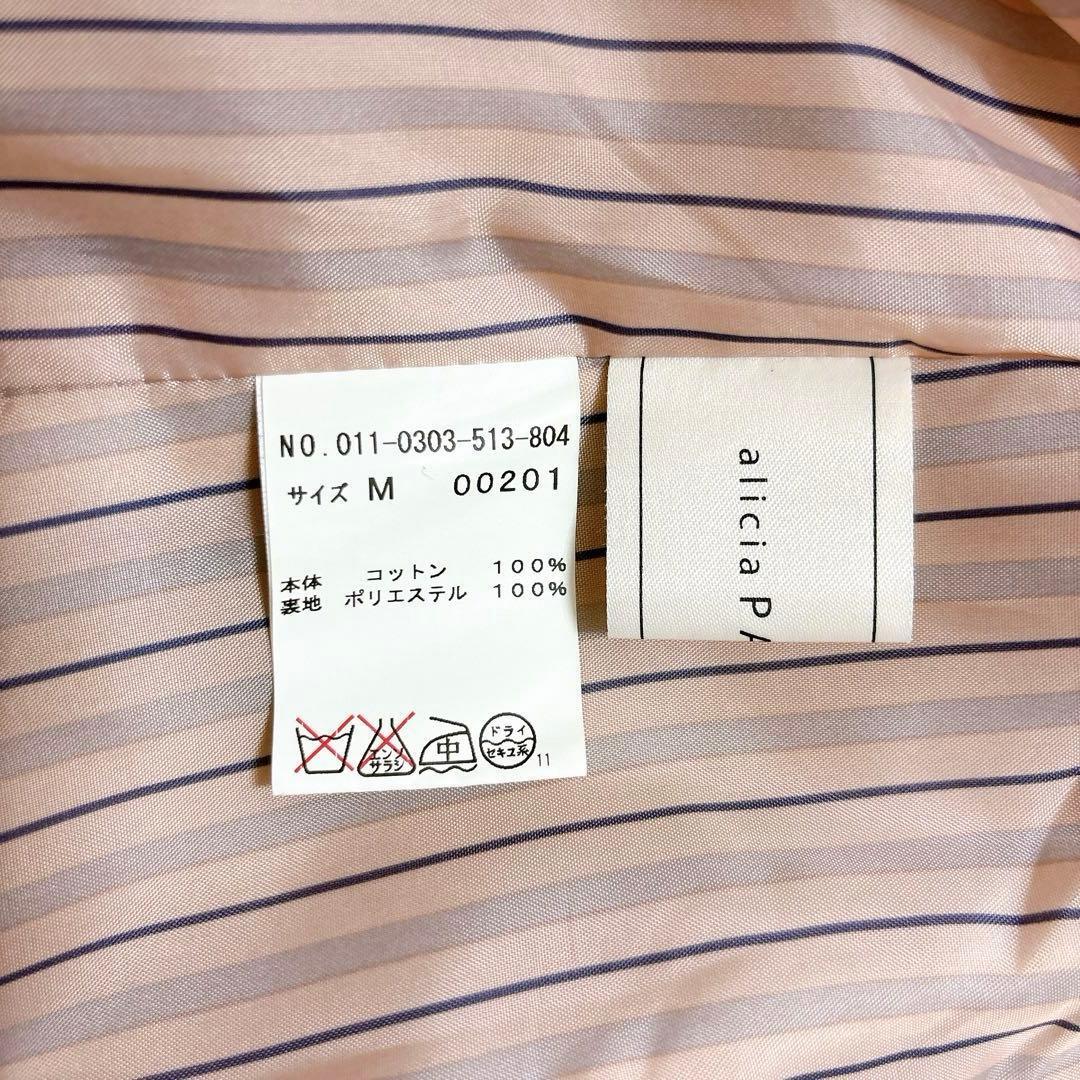 NO.011-0303-513-804
サイズ M 00201
本体 コットン 100%
裏地 ポリエステル 100%
エンソ
サラシ
中
ドライ
セキユ系
11
alicia P